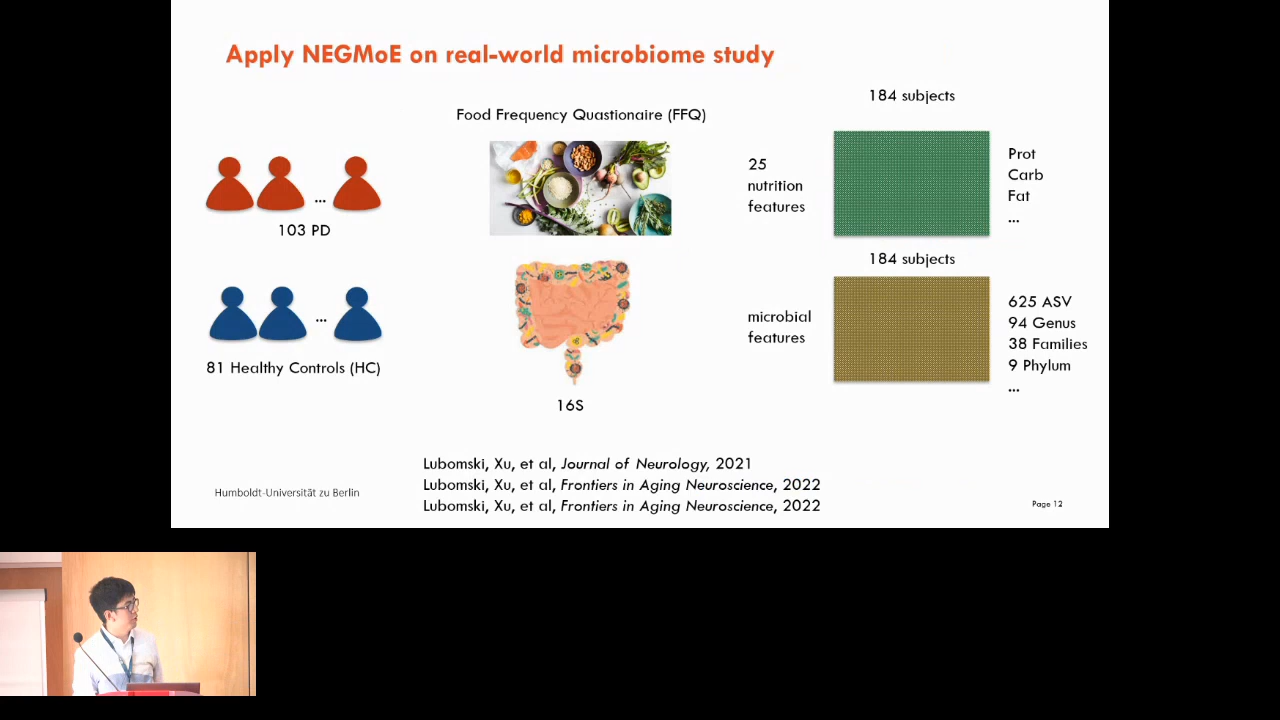 Apply NEGMoE on real-world microbiome study
184 subjects
Food Frequency Quastionaire (FFQ)
25
nutrition
features
Prot
Carb
Fat
...
...
103 PD
184 subjects
microbial
features
625 ASV
94 Genus
38 Families
9 Phylum
...
...
81 Healthy Controls (HC)
16S
Lubomski, Xu, et al, Journal of Neurology, 2021
Lubomski, Xu, et al, Frontiers in Aging Neuroscience, 2022
Lubomski, Xu, et al, Frontiers in Aging Neuroscience, 2022
Humboldt-Universität zu Berlin
Page 12